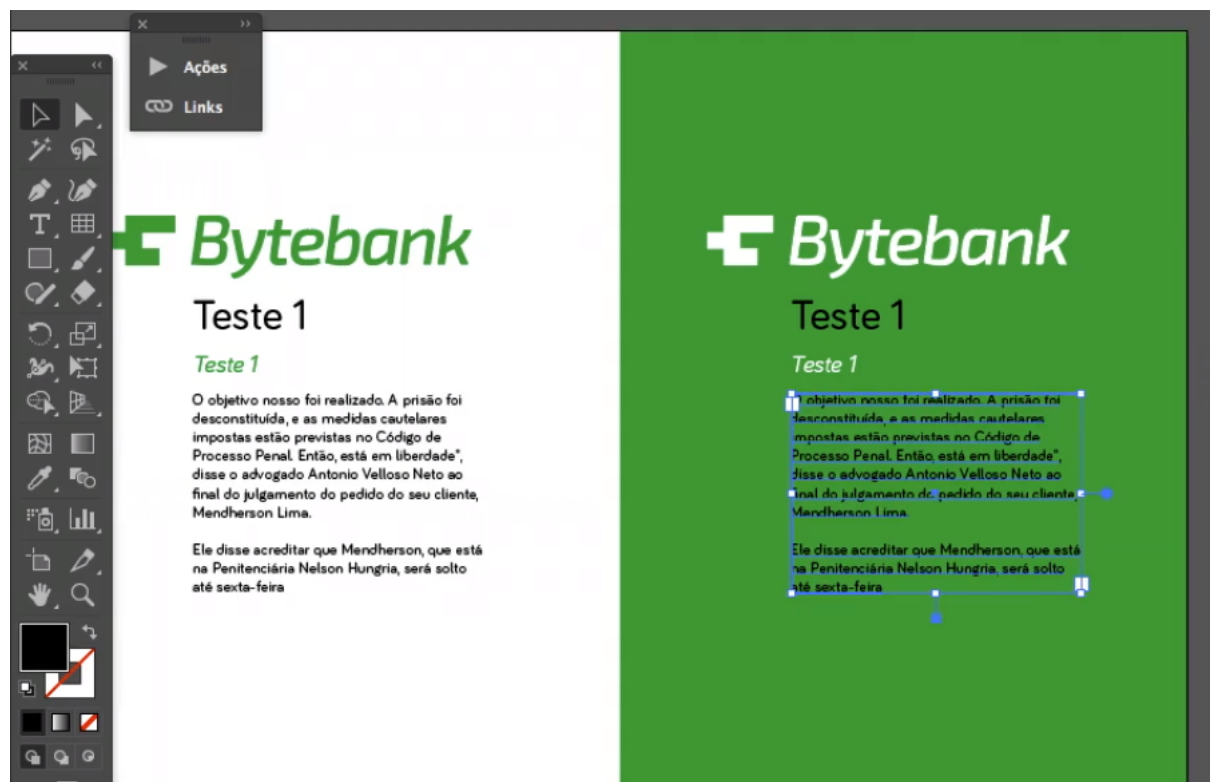 Ações
Links
Bytebank
Teste 1
Teste 1
O objetivo nosso foi realizado. A prisão foi
desconstituída, e as medidas cautelares
impostas estão previstas no Código de
Processo Penal. Então, está em liberdade",
disse o advogado Antonio Velloso Neto ao
final do julgamento do pedido do seu cliente,
Mendherson Lima.
Ele disse acreditar que Mendherson, que está
na Penitenciária Nelson Hungria, será solto
até sexta-feira
Bytebank
Teste 1
Teste 1
O objetivo nosso foi realizado. A prisão foi
desconstituída, e as medidas cautelares
impostas estão previstas no Código de
Processo Penal. Então, está em liberdade",
disse o advogado Antonio Velloso Neto ao
final do julgamento do pedido do seu cliente,
Mendherson Lima.
Ele disse acreditar que Mendherson, que está
na Penitenciária Nelson Hungria, será solto
até sexta-feira